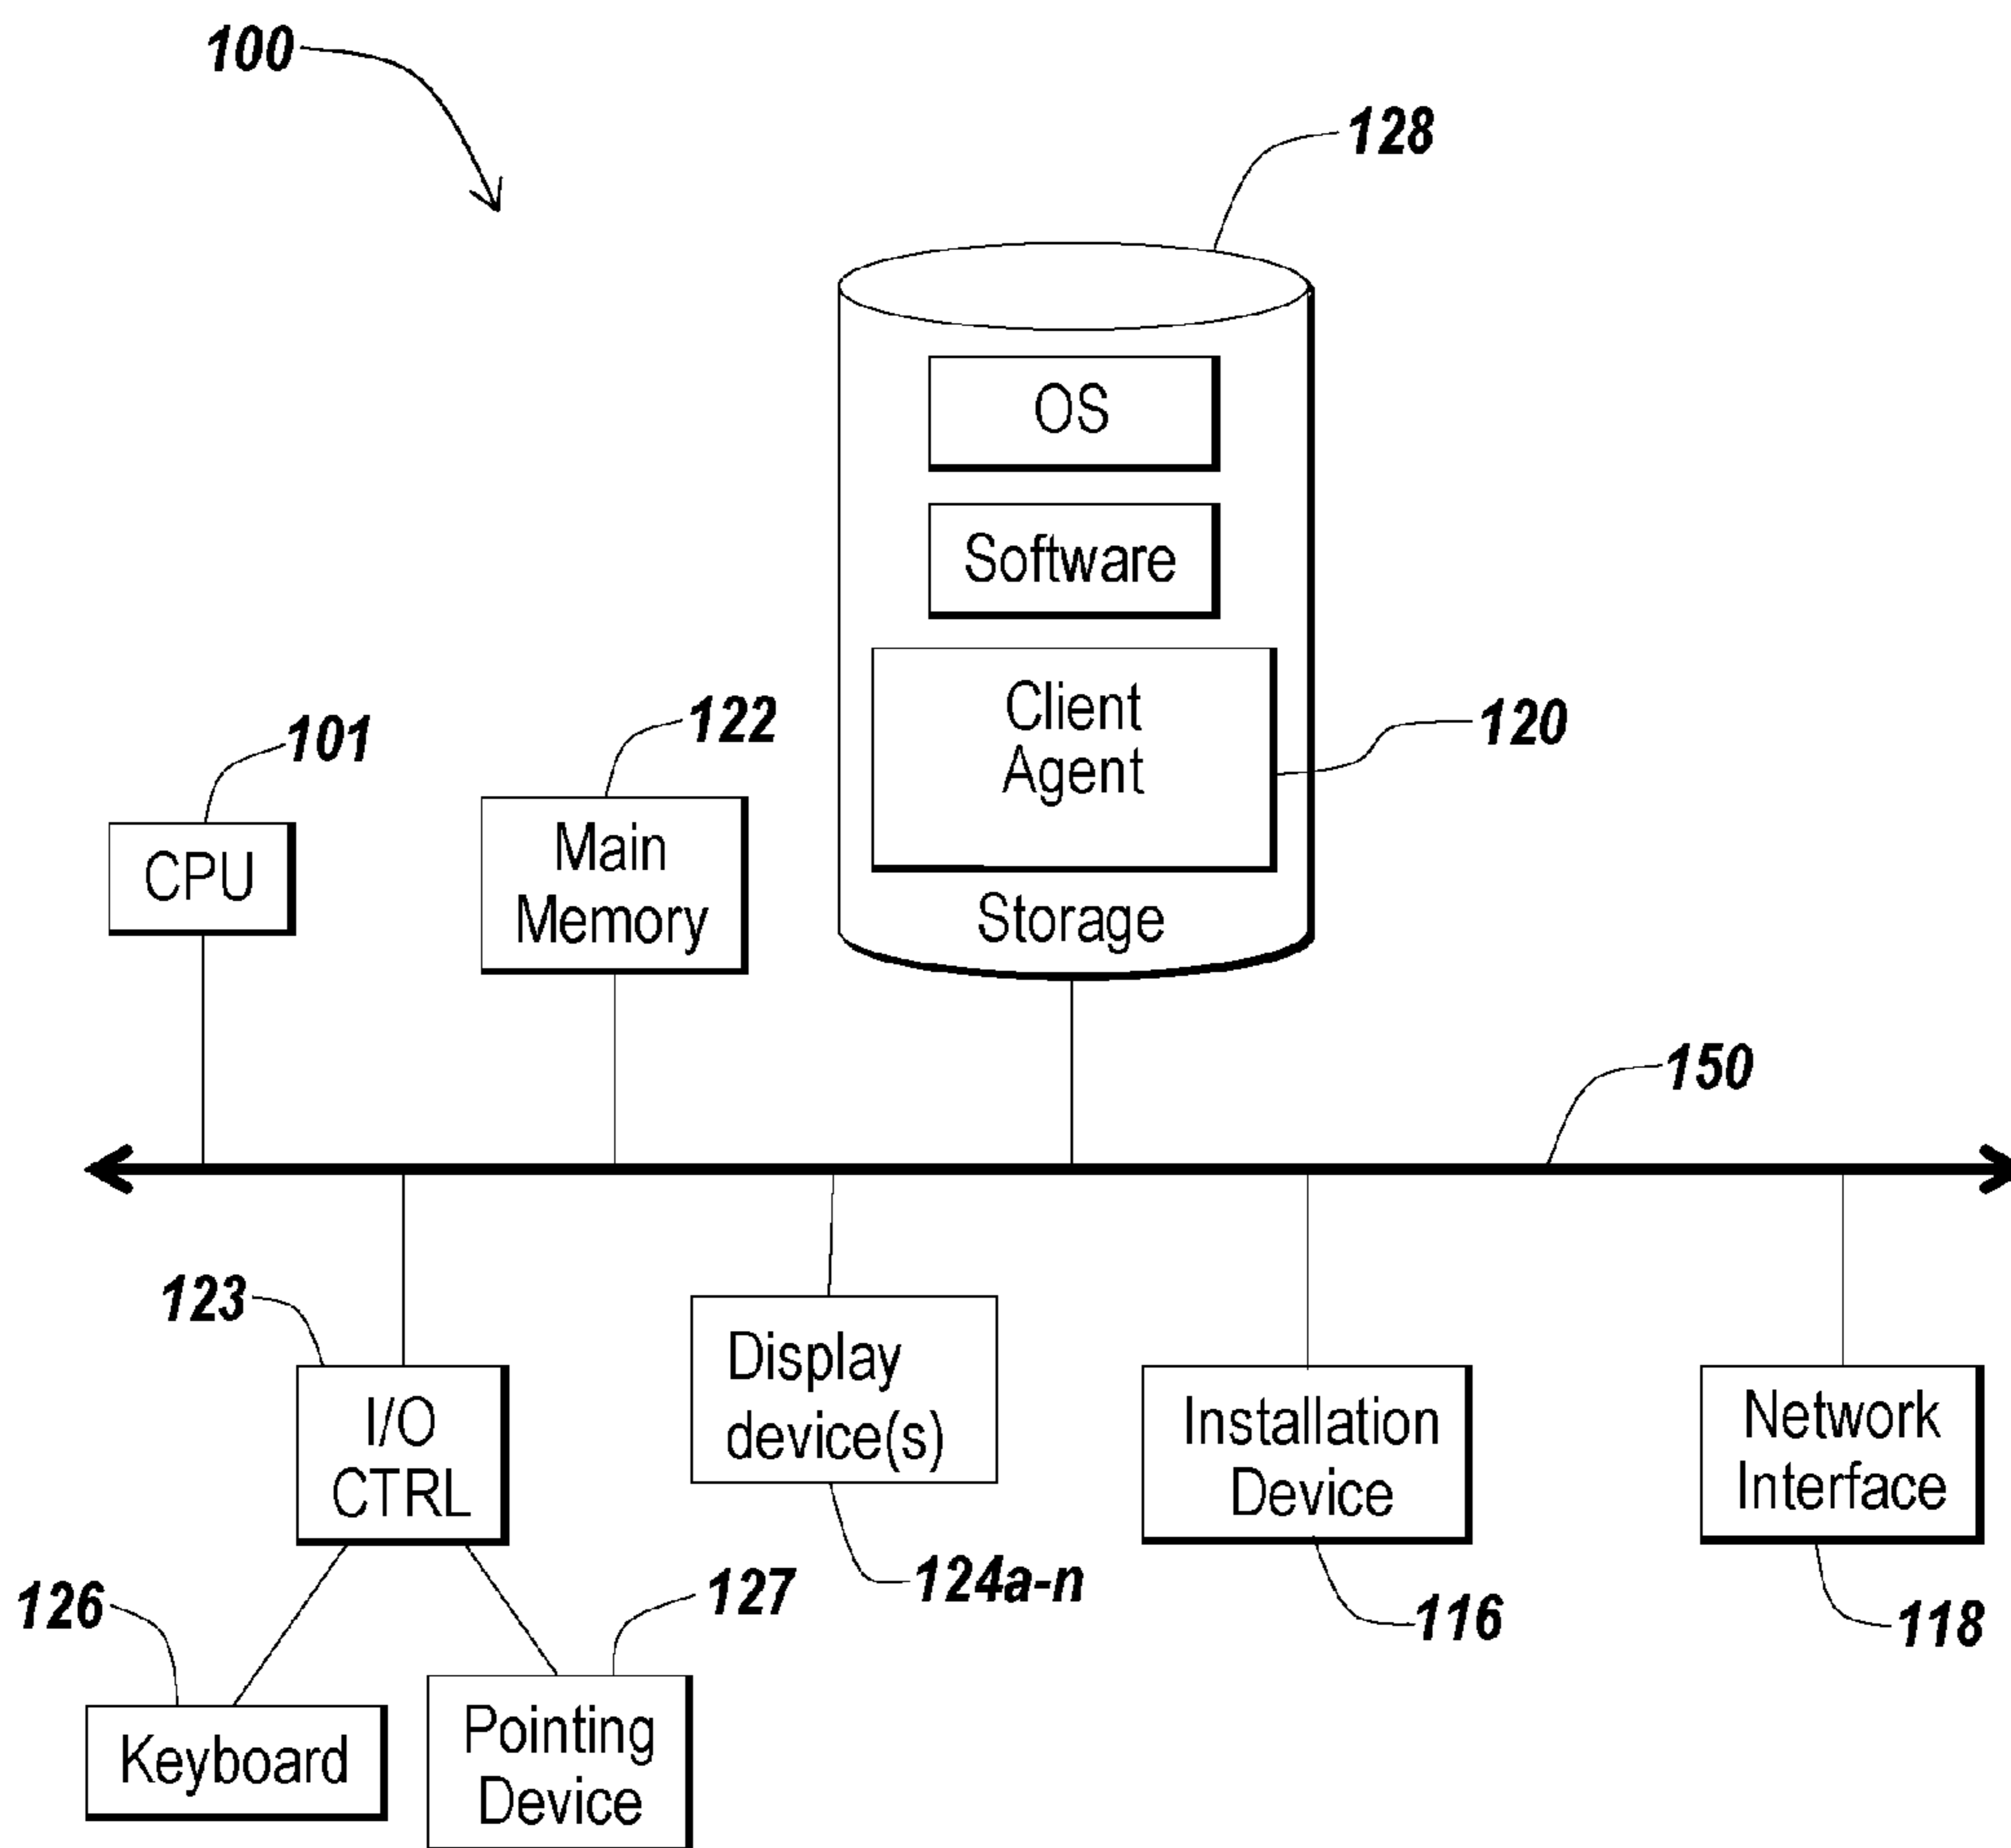 100
128
OS
Software
Client
Agent
120
Storage
101
CPU
122
Main
Memory
150
123
I/O
CTRL
Display
device(s)
124a-n
Installation
Device
116
Network
Interface
118
126
Keyboard
127
Pointing
Device